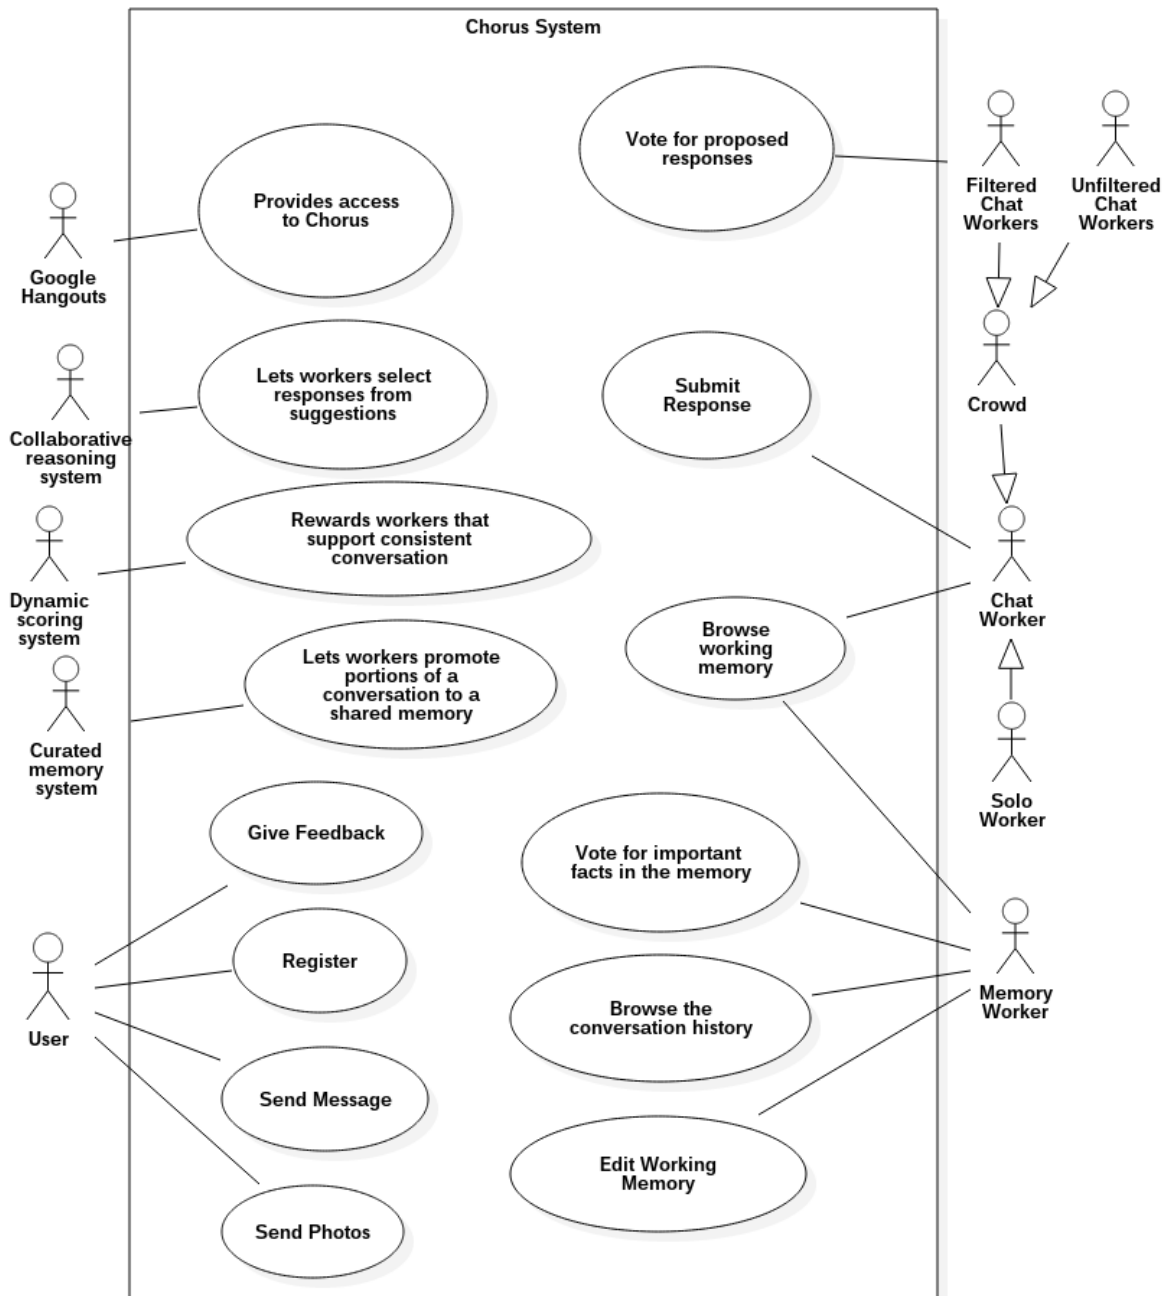 Chorus System
Vote for proposed
responses
Filtered
Chat
Workers
Unfiltered
Chat
Workers
Provides access
to Chorus
Google
Hangouts
Lets workers select
responses from
suggestions
Submit
Response
Crowd
Collaborative
reasoning
system
Rewards workers that
support consistent
conversation
Dynamic
scoring
system
Chat
Worker
Browse
working
memory
Lets workers promote
portions of a
conversation to a
shared memory
Curated
memory
system
Solo
Worker
Give Feedback
Vote for important
facts in the memory
Register
User
Browse the
conversation history
Memory
Worker
Send Message
Edit Working
Memory
Send Photos